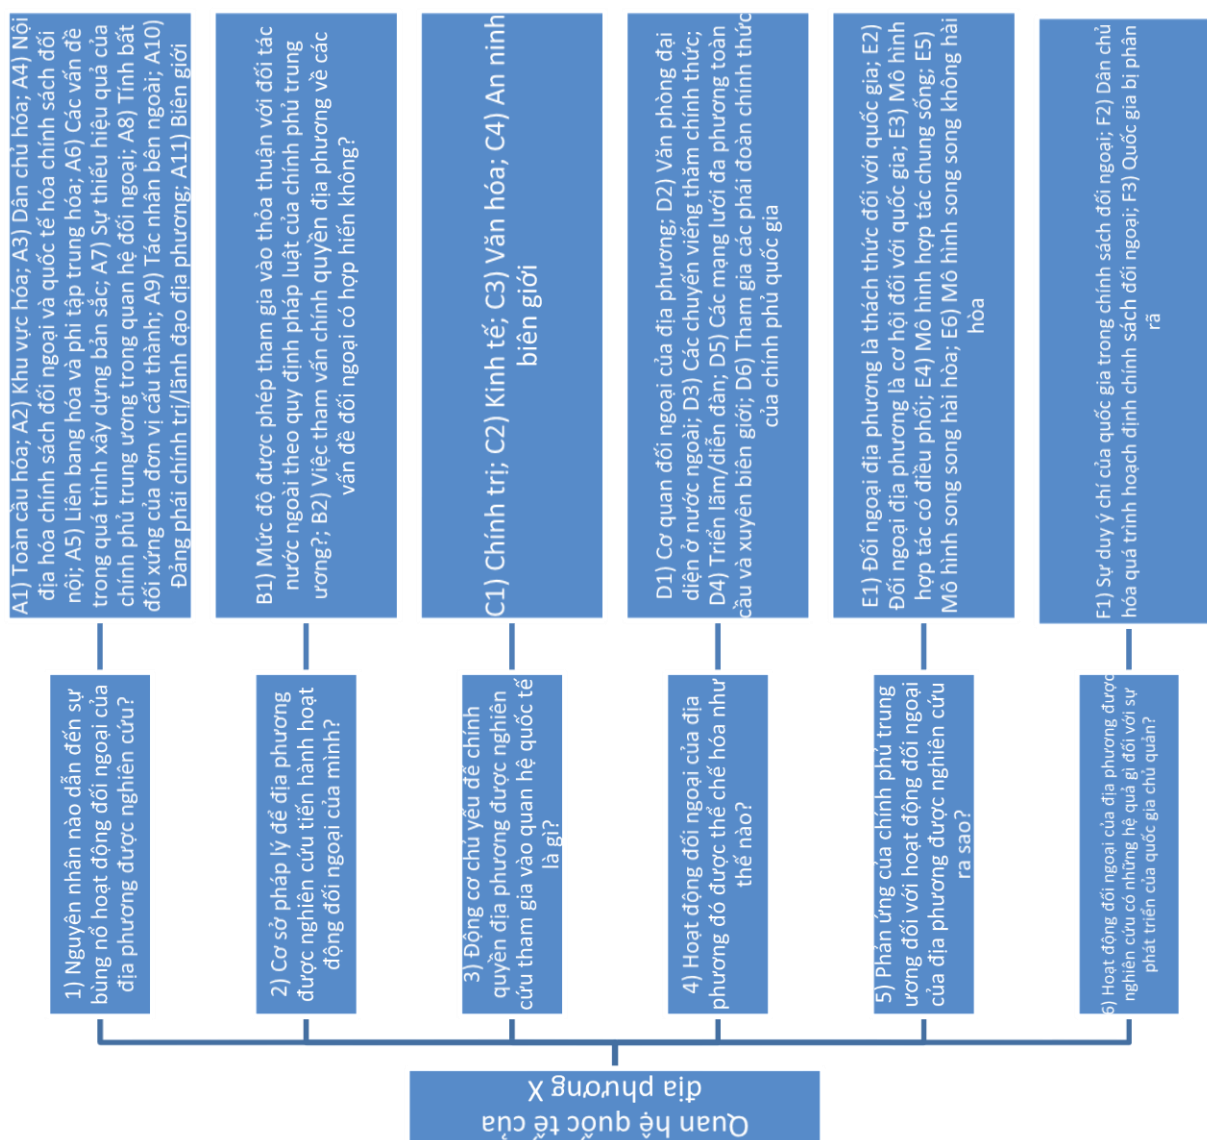 Quan hệ quốc tế của
địa phương X
1) Nguyên nhân nào dẫn đến sự
bùng nổ hoạt động đối ngoại của
địa phương được nghiên cứu?
A1) Toàn cầu hóa; A2) Khu vực hóa; A3) Dân chủ hóa; A4) Nội
địa hóa chính sách đối ngoại và quốc tế hóa chính sách đối
nội; A5) Liên bang hóa và phi tập trung hóa; A6) Các vấn đề
trong quá trình xây dựng bản sắc; A7) Sự thiếu hiệu quả của
chính phủ trung ương trong quan hệ đối ngoại; A8) Tính bất
đối xứng của đơn vị cấu thành; A9) Tác nhân bên ngoài; A10)
Đảng phái chính trị/lãnh đạo địa phương; A11) Biên giới
2) Cơ sở pháp lý để địa phương
được nghiên cứu tiến hành hoạt
động đối ngoại của mình?
B1) Mức độ được phép tham gia vào thỏa thuận với đối tác
nước ngoài theo quy định pháp luật của chính phủ trung
ương?; B2) Việc tham vấn chính quyền địa phương về các
vấn đề đối ngoại có hợp hiến không?
3) Động cơ chủ yếu để chính
quyền địa phương được nghiên
cứu tham gia vào quan hệ quốc tế
là gì?
C1) Chính trị; C2) Kinh tế; C3) Văn hóa; C4) An ninh
biên giới
4) Hoạt động đối ngoại của địa
phương đó được thể chế hóa như
thế nào?
D1) Cơ quan đối ngoại của địa phương; D2) Văn phòng đại
diện ở nước ngoài; D3) Các chuyến viếng thăm chính thức;
D4) Triển lãm/diễn đàn; D5) Các mạng lưới đa phương toàn
cầu và xuyên biên giới; D6) Tham gia các phái đoàn chính thức
của chính phủ quốc gia
5) Phản ứng của chính phủ trung
ương đối với hoạt động đối ngoại
của địa phương được nghiên cứu
ra sao?
E1) Đối ngoại địa phương là thách thức đối với quốc gia; E2)
Đối ngoại địa phương là cơ hội đối với quốc gia; E3) Mô hình
hợp tác có điều phối; E4) Mô hình hợp tác chung sống; E5)
Mô hình song song hài hòa; E6) Mô hình song song không hài
hòa
6) Hoạt động đối ngoại của địa phương được
nghiên cứu có những hệ quả gì đối với sự
phát triển của quốc gia chủ quản?
F1) Sự duy ý chí của quốc gia trong chính sách đối ngoại; F2) Dân chủ
hóa quá trình hoạch định chính sách đối ngoại; F3) Quốc gia bị phân
rã